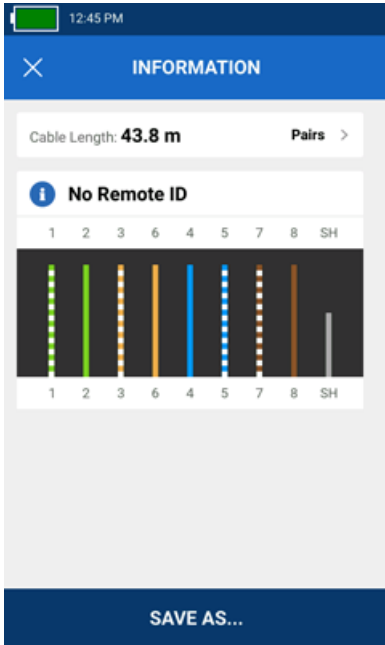 12:45 PM
INFORMATION
Cable Length: 43.8 m Pairs >
i No Remote ID
1 2 3 6 4 5 7 8 SH
1 2 3 6 4 5 7 8 SH
SAVE AS...